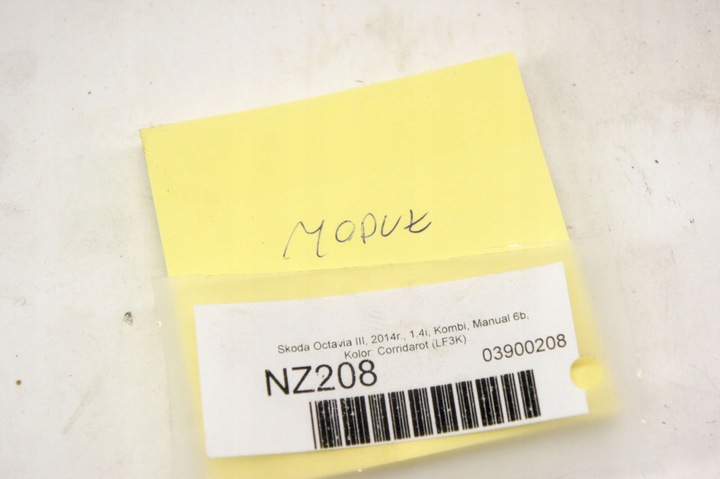 MODUŁ
Skoda Octavia III, 2014r., 1.4i, Kombi, Manual 6b,
Kolor: Corridarot (LF3K)
03900208
NZ208